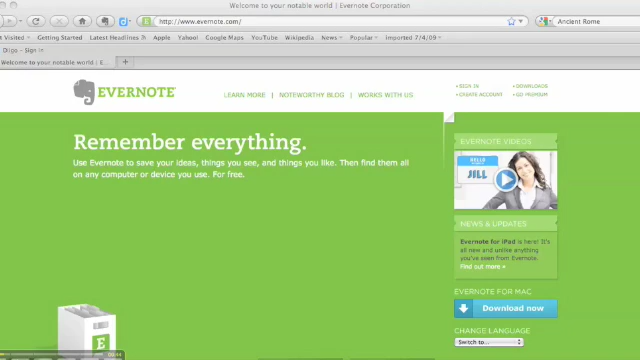 Welcome to your notable world | Evernote Corporation
http://www.evernote.com/
Ancient Rome
t Visited Getting Started Latest Headlines Apple Yahoo! Google Maps YouTube Wikipedia News Popular Imported 7/4/09
Diigo - Sign In
Welcome to your notable world | E...
EVERNOTE
LEARN MORE | NOTEWORTHY BLOG | WORKS WITH US
SIGN IN
DOWNLOADS
CREATE ACCOUNT
GO PREMIUM
Remember everything.
Use Evernote to save your ideas, things you see, and things you like. Then find them all
on any computer or device you use. For free.
EVERNOTE VIDEOS
HELLO
JILL
NEWS & UPDATES
Evernote for iPad is here! It's
all new and unlike anything
you've seen from Evernote.
Find out more »
EVERNOTE FOR MAC
Download now
CHANGE LANGUAGE
Switch to...
E